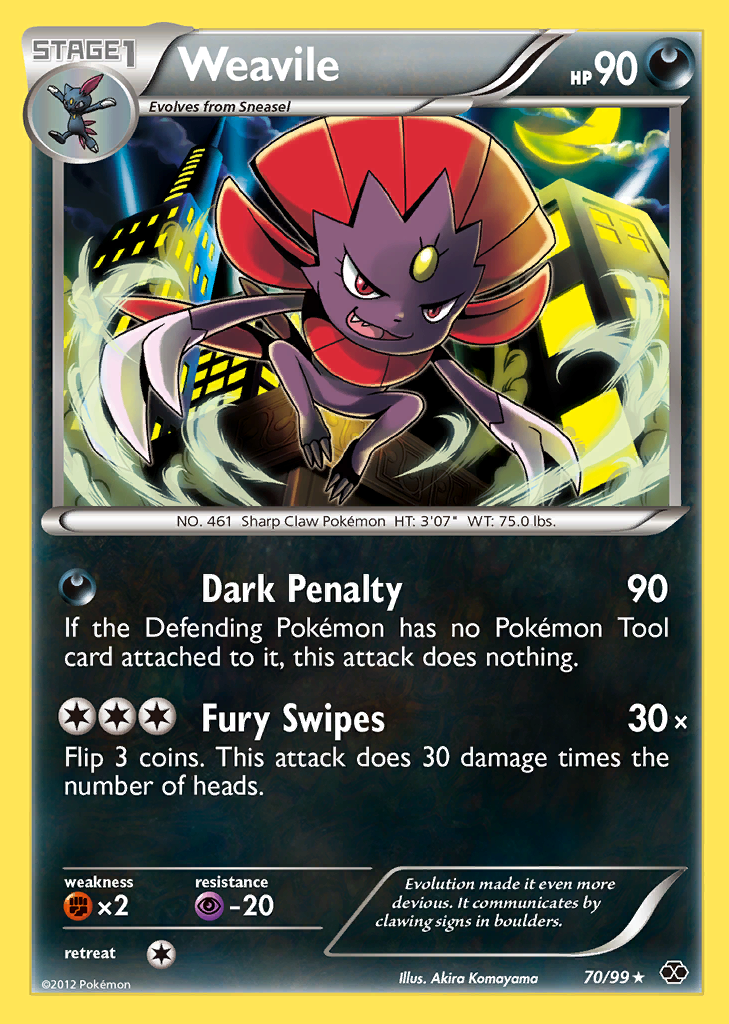 STAGE1
Weavile
HP 90
Evolves from Sneasel
NO. 461 Sharp Claw Pokémon HT: 3'07" WT: 75.0 lbs.
Dark Penalty 90
If the Defending Pokémon has no Pokémon Tool
card attached to it, this attack does nothing.
Fury Swipes 30×
Flip 3 coins. This attack does 30 damage times the
number of heads.
weakness resistance
×2 -20
Evolution made it even more
devious. It communicates by
clawing signs in boulders.
retreat
©2012 Pokémon
Illus. Akira Komayama
70/99 ★